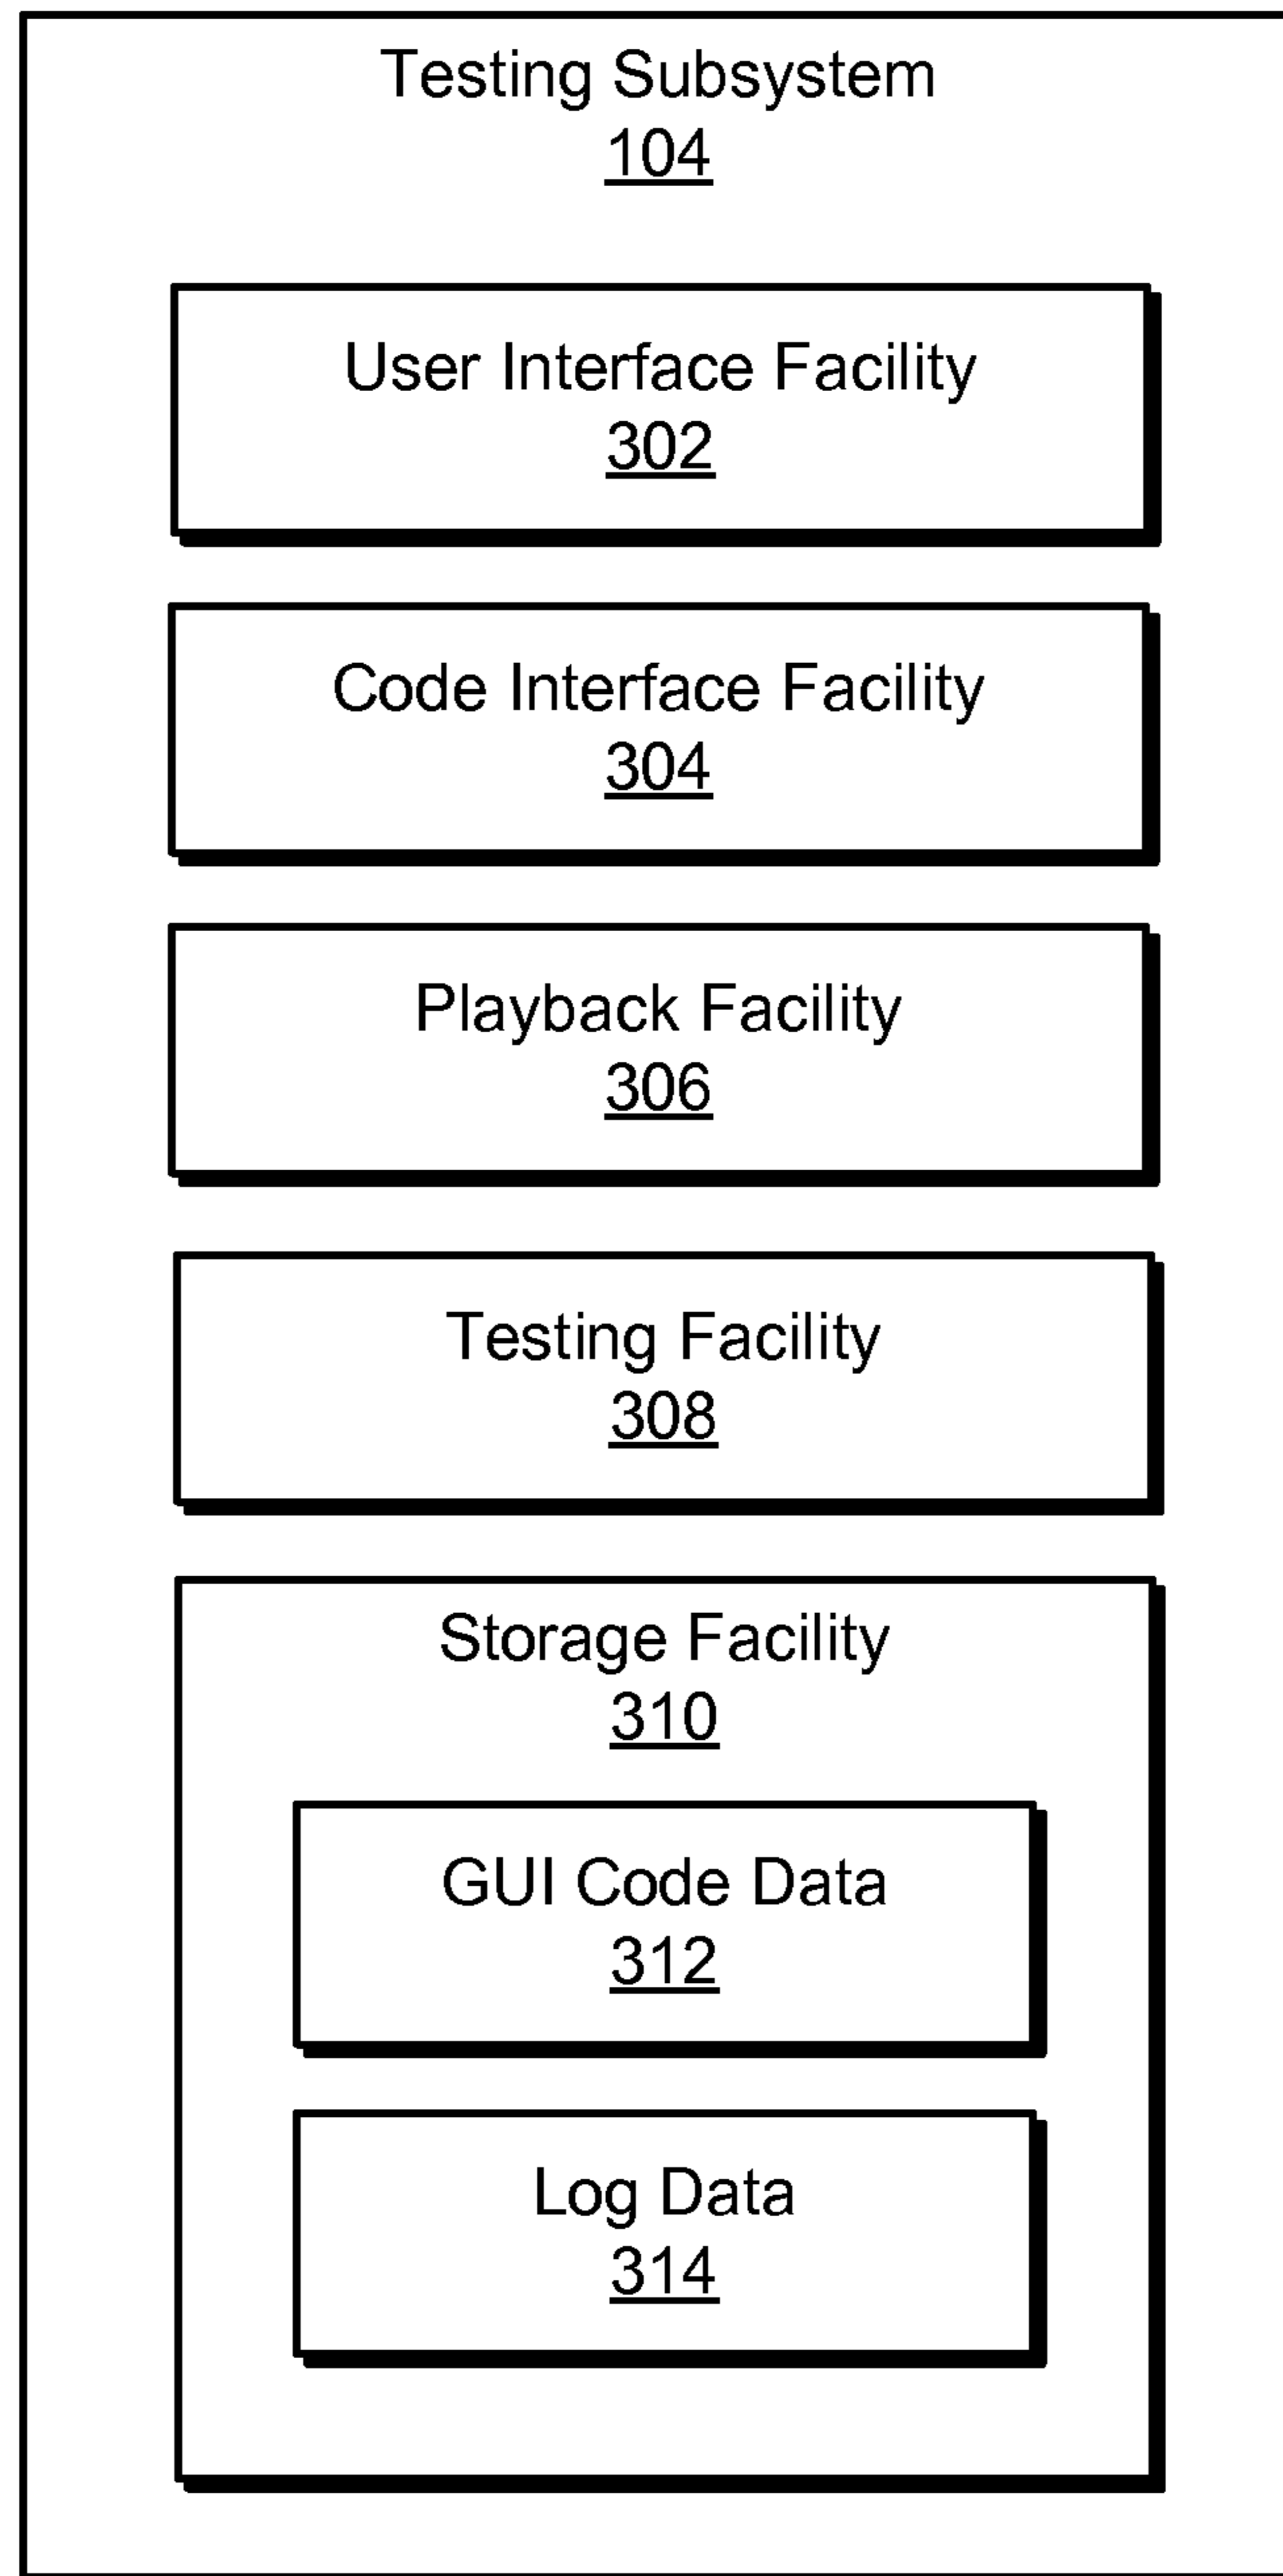 Testing Subsystem
104
User Interface Facility
302
Code Interface Facility
304
Playback Facility
306
Testing Facility
308
Storage Facility
310
GUI Code Data
312
Log Data
314